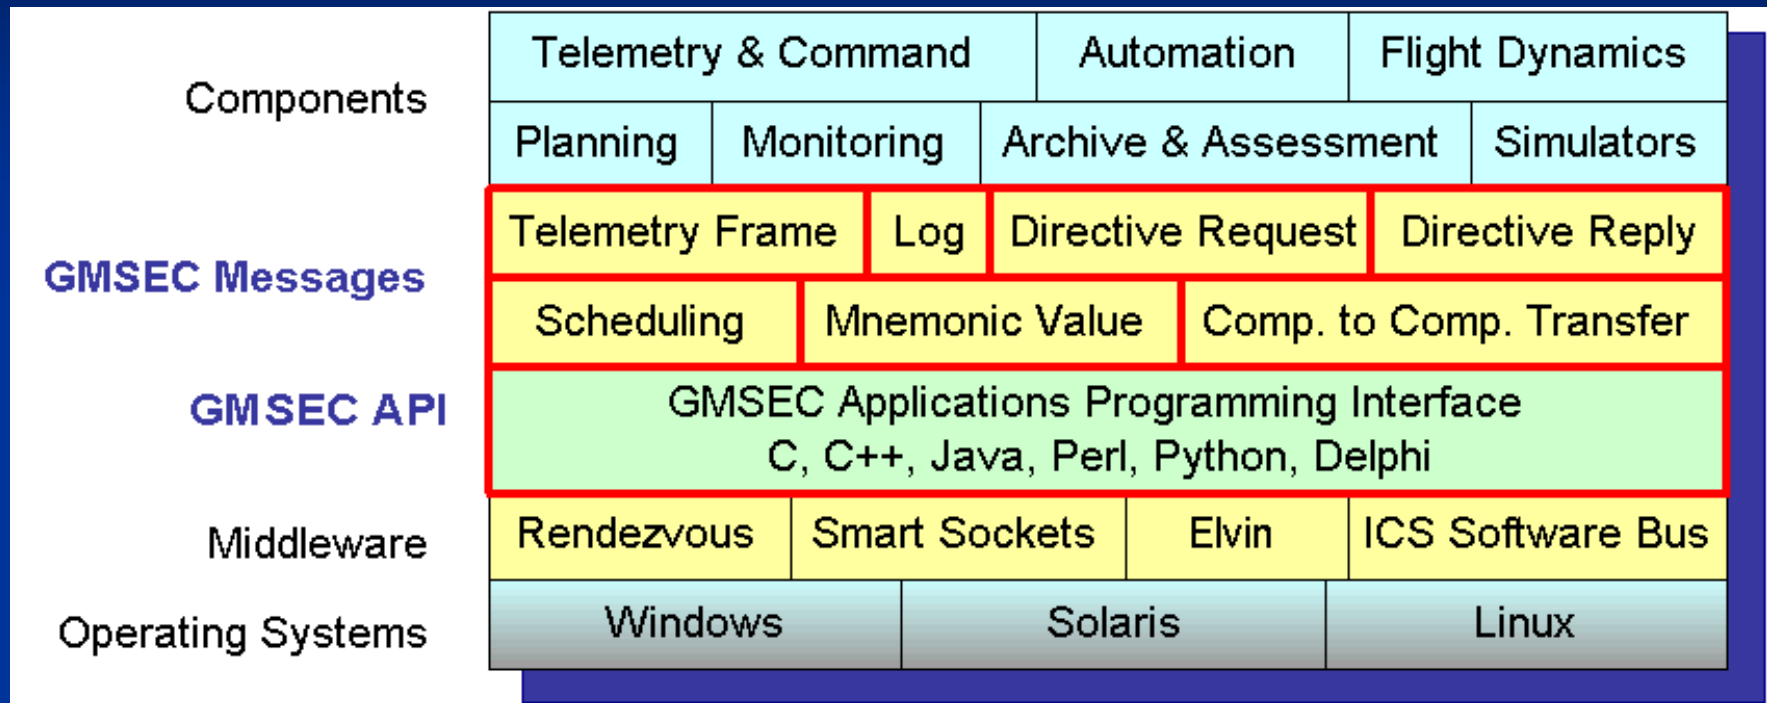 Components
Telemetry & Command Automation Flight Dynamics
Planning Monitoring Archive & Assessment Simulators
GMSEC Messages
Telemetry Frame Log Directive Request Directive Reply
Scheduling Mnemonic Value Comp. to Comp. Transfer
GMSEC API
GMSEC Applications Programming Interface
C, C++, Java, Perl, Python, Delphi
Middleware
Rendezvous Smart Sockets Elvin ICS Software Bus
Operating Systems
Windows Solaris Linux